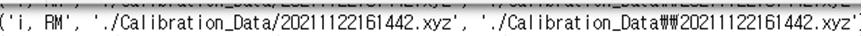 ('i, RM', './Calibration_Data/20211122161442.xyz', './Calibration_Data₩₩20211122161442.xyz'